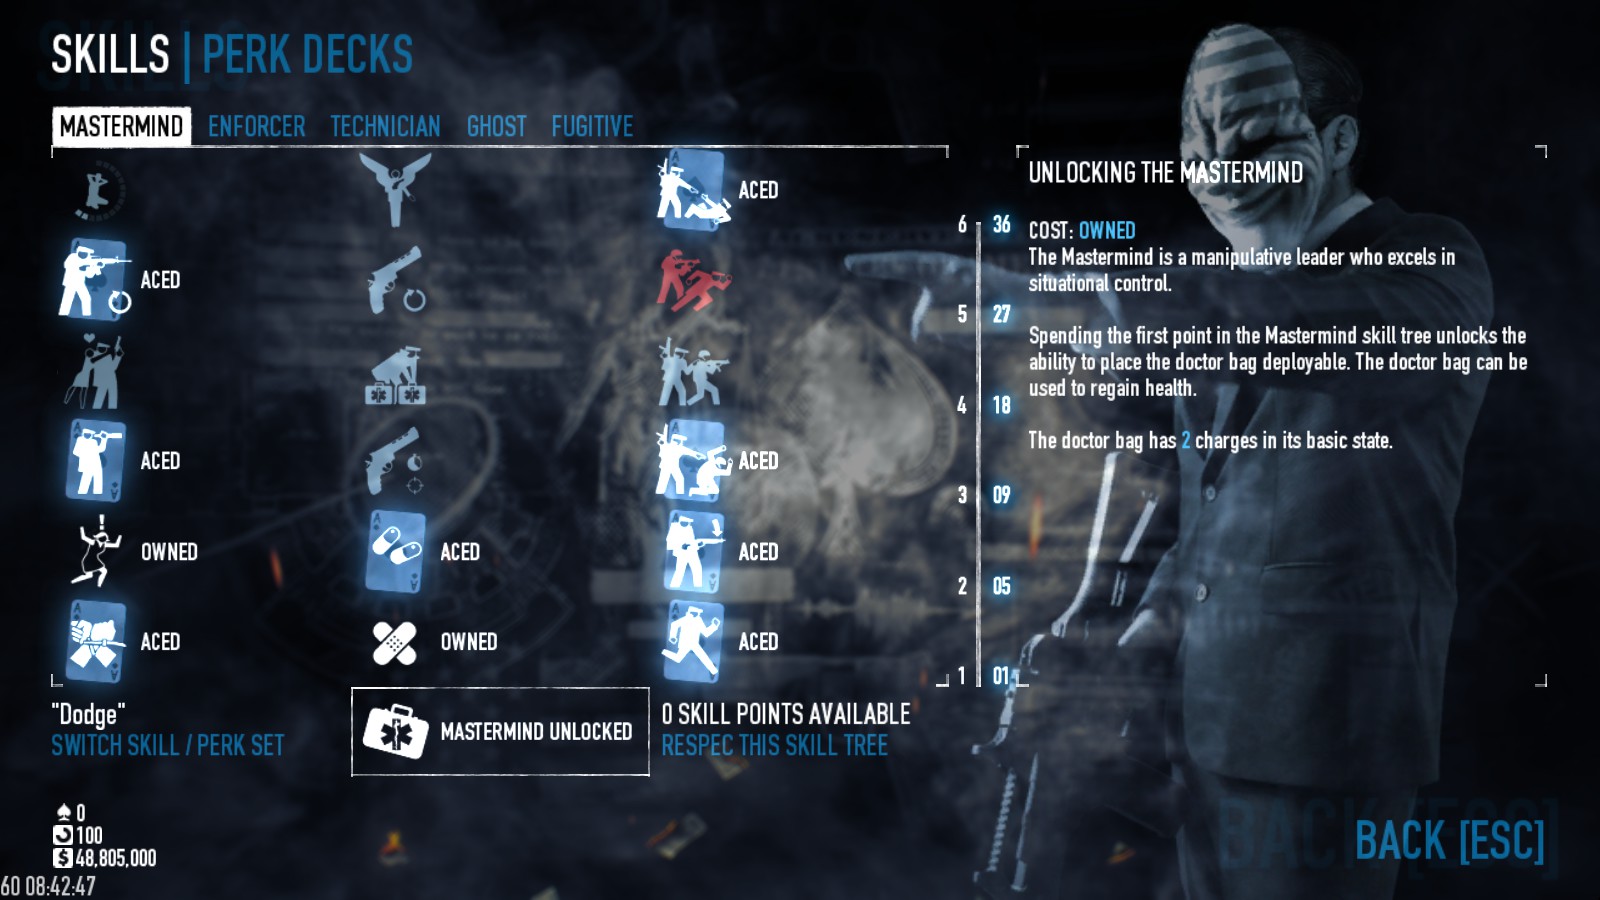 SKILLS | PERK DECKS
MASTERMIND ENFORCER TECHNICIAN GHOST FUGITIVE
ACED
ACED
ACED
ACED
OWNED
ACED
ACED
ACED
OWNED
ACED
6 36
5 27
4 18
3 09
2 05
1 01
UNLOCKING THE MASTERMIND
COST: OWNED
The Mastermind is a manipulative leader who excels in
situational control.
Spending the first point in the Mastermind skill tree unlocks the
ability to place the doctor bag deployable. The doctor bag can be
used to regain health.
The doctor bag has 2 charges in its basic state.
"Dodge"
SWITCH SKILL / PERK SET
MASTERMIND UNLOCKED
0 SKILL POINTS AVAILABLE
RESPEC THIS SKILL TREE
0
100
$ 48,805,000
60 08:42:47
BACK [ESC]